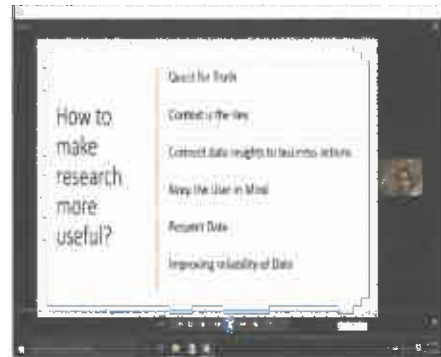 How to
make
research
more
useful?
Quest for Truth
Context is the Key
Connect data insights to business actions
Keep the User in Mind
Respect Data
Improving reliability of Data